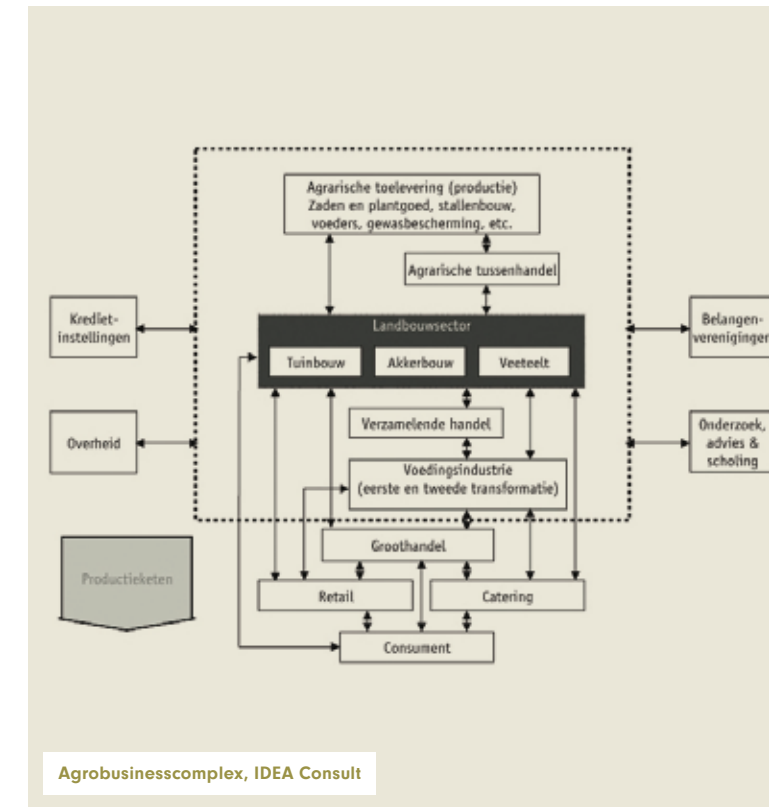 Agrarische toelevering (productie)
Zaden en plantgoed, stallenbouw,
voeders, gewasbescherming, etc.
Agrarische tussenhandel
Krediet-
instellingen
Landbouwsector
Belangen-
verenigingen
Tuinbouw
Akkerbouw
Veeteelt
Verzamelende handel
Overheid
Onderzoek,
advies &
scholing
Voedingsindustrie
(eerste en tweede transformatie)
Groothandel
Productieketen
Retail
Catering
Consument
Agrobusinesscomplex, IDEA Consult